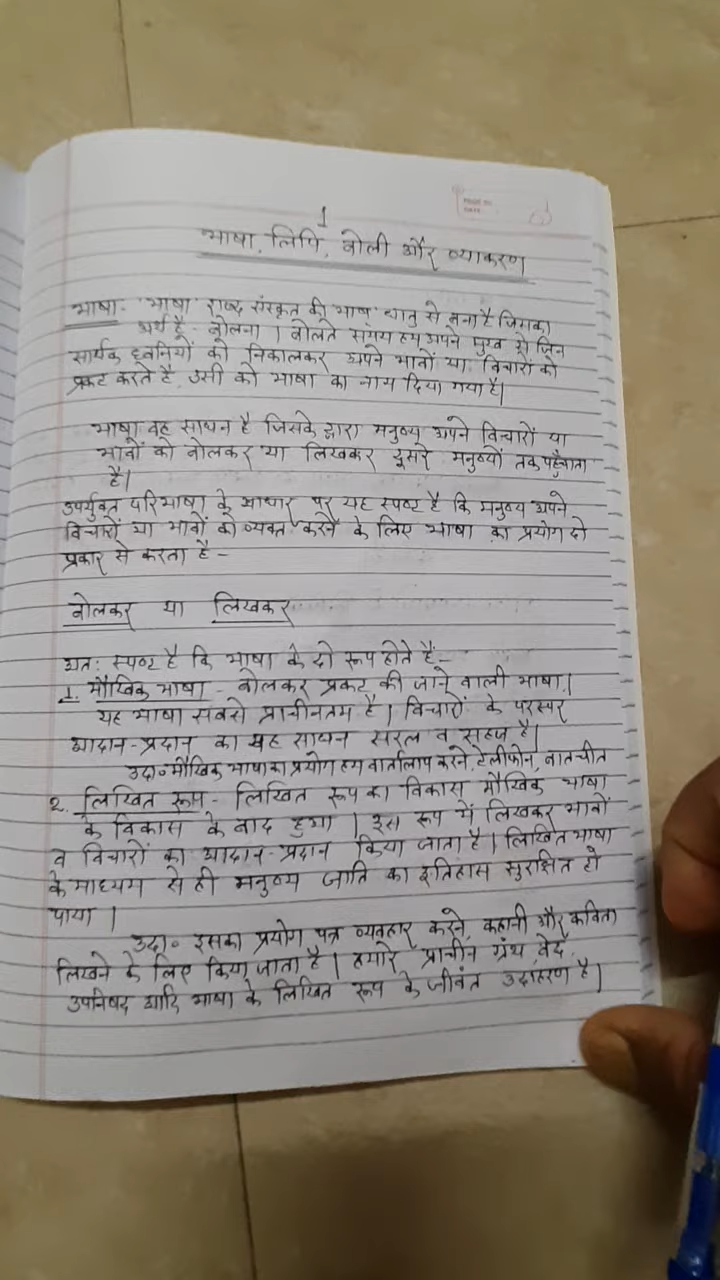 1
भाषा, लिपि, बोली और व्याकरण
भाषा- 'भाषा' शब्द संस्कृत की 'भाष' धातु से बना है जिसका
अर्थ है - बोलना । बोलते समय हम अपने मुख से जिन
सार्थक ध्वनियों को निकालकर अपने भावों या विचारों को
प्रकट करते है, उसी को भाषा का नाम दिया गया है।
भाषा वह साधन है जिसके द्वारा मनुष्य अपने विचारों या
भावों को बोलकर या लिखकर दूसरे मनुष्यों तक पहुँचाता
है।
उपर्युक्त परिभाषा के आधार पर यह स्पष्ट है कि मनुष्य अपने
विचारों या भावों को व्यक्त करने के लिए भाषा का प्रयोग दो
प्रकार से करता है -
बोलकर या लिखकर
अत: स्पष्ट है कि भाषा के दो रूप होते हैं-
1. मौखिक भाषा - बोलकर प्रकट की जाने वाली भाषा।
यह भाषा सबसे प्राचीनतम है। विचारों के परस्पर
आदान-प्रदान का यह साधन सरल व सहज है।
उदा० मौखिक भाषा का प्रयोग हम वार्तालाप करने, टेलीफोन, बातचीत
2. लिखित रूप - लिखित रूप का विकास मौखिक भाषा
के विकास के बाद हुआ । इस रूप में लिखकर भावों
व विचारों का आदान-प्रदान किया जाता है। लिखित भाषा
के माध्यम से ही मनुष्य जाति का इतिहास सुरक्षित हो
पाया ।
उदा० इसका प्रयोग पत्र व्यवहार करने, कहानी और कविता
लिखने के लिए किया जाता है। हमारे प्राचीन ग्रंथ, वेद,
उपनिषद आदि भाषा के लिखित रूप के जीवंत उदाहरण है।